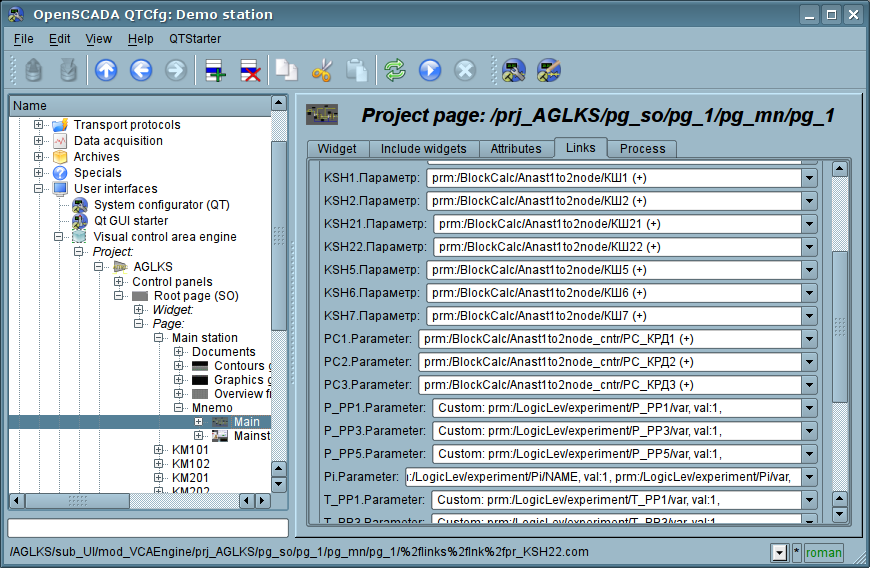 OpenSCADA QTCfg: Demo station
File Edit View Help QTStarter
Name
Transport protocols
Data acquisition
Archives
Specials
User interfaces
System configurator (QT)
Qt GUI starter
Visual control area engine
Project:
AGLKS
Control panels
Root page (SO)
Widget:
Page:
Main station
Documents
Contours g
Graphics g
Overview fr
Mnemo
Main
Mainst
KM101
KM102
KM201
KM202
Project page: /prj_AGLKS/pg_so/pg_1/pg_mn/pg_1
Widget Include widgets Attributes Links Process
KSH1.Параметр: prm:/BlockCalc/Anast1to2node/КШ1 (+)
KSH2.Параметр: prm:/BlockCalc/Anast1to2node/КШ2 (+)
KSH21.Параметр: prm:/BlockCalc/Anast1to2node/КШ21 (+)
KSH22.Параметр: prm:/BlockCalc/Anast1to2node/КШ22 (+)
KSH5.Параметр: prm:/BlockCalc/Anast1to2node/КШ5 (+)
KSH6.Параметр: prm:/BlockCalc/Anast1to2node/КШ6 (+)
KSH7.Параметр: prm:/BlockCalc/Anast1to2node/КШ7 (+)
PC1.Parameter: prm:/BlockCalc/Anast1to2node_cntr/PC_КРД1 (+)
PC2.Parameter: prm:/BlockCalc/Anast1to2node_cntr/PC_КРД2 (+)
PC3.Parameter: prm:/BlockCalc/Anast1to2node_cntr/PC_КРД3 (+)
P_PP1.Parameter: Custom: prm:/LogicLev/experiment/P_PP1/var, val:1,
P_PP3.Parameter: Custom: prm:/LogicLev/experiment/P_PP3/var, val:1,
P_PP5.Parameter: Custom: prm:/LogicLev/experiment/P_PP5/var, val:1,
Pi.Parameter: n:/LogicLev/experiment/Pi/NAME, val:1, prm:/LogicLev/experiment/Pi/var,
T_PP1.Parameter: Custom: prm:/LogicLev/experiment/T_PP1/var, val:1,
T_PP3.Parameter: Custom: prm:/LogicLev/experiment/T_PP3/var, val:1,
/AGLKS/sub_UI/mod_VCAEngine/prj_AGLKS/pg_so/pg_1/pg_mn/pg_1/%2flinks%2flnk%2fpr_KSH22.com
* roman